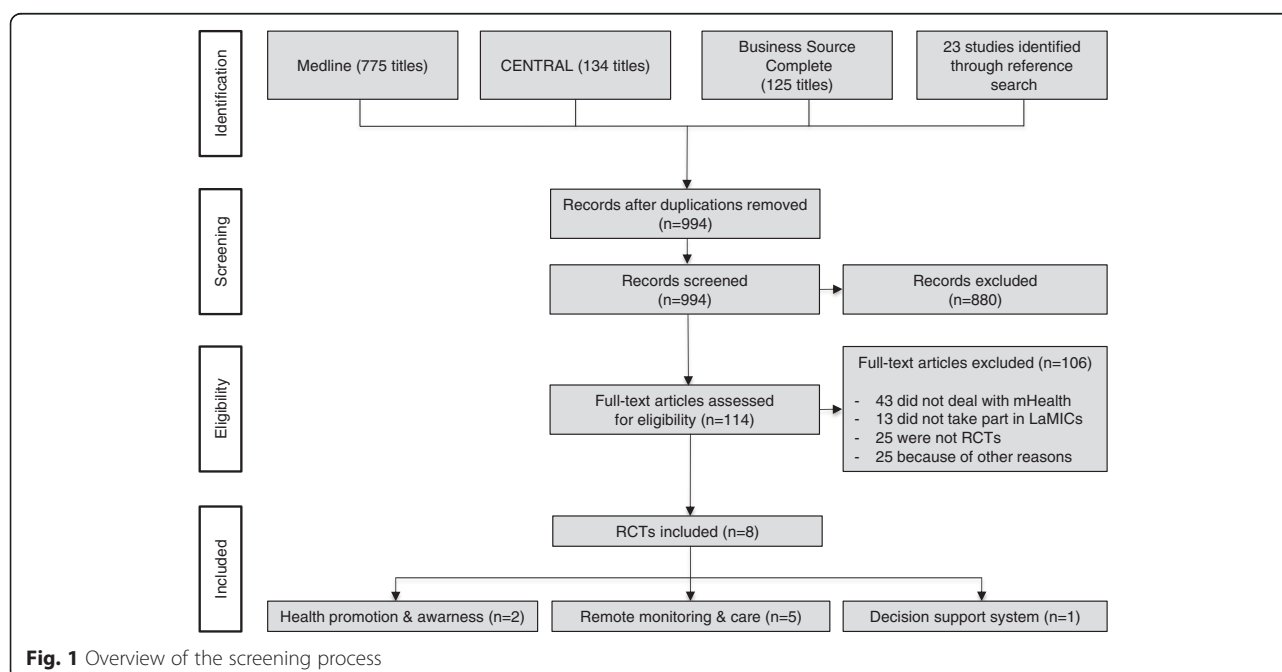 Identification
Medline (775 titles)
CENTRAL (134 titles)
Business Source
Complete
(125 titles)
23 studies identified
through reference
search
Screening
Records after duplications removed
(n=994)
Records screened
(n=994)
Records excluded
(n=880)
Eligibility
Full-text articles assessed
for eligibility (n=114)
Full-text articles excluded (n=106)
- 43 did not deal with mHealth
- 13 did not take part in LaMICs
- 25 were not RCTs
- 25 because of other reasons
Included
RCTs included (n=8)
Health promotion & awarness (n=2)
Remote monitoring & care (n=5)
Decision support system (n=1)
Fig. 1 Overview of the screening process